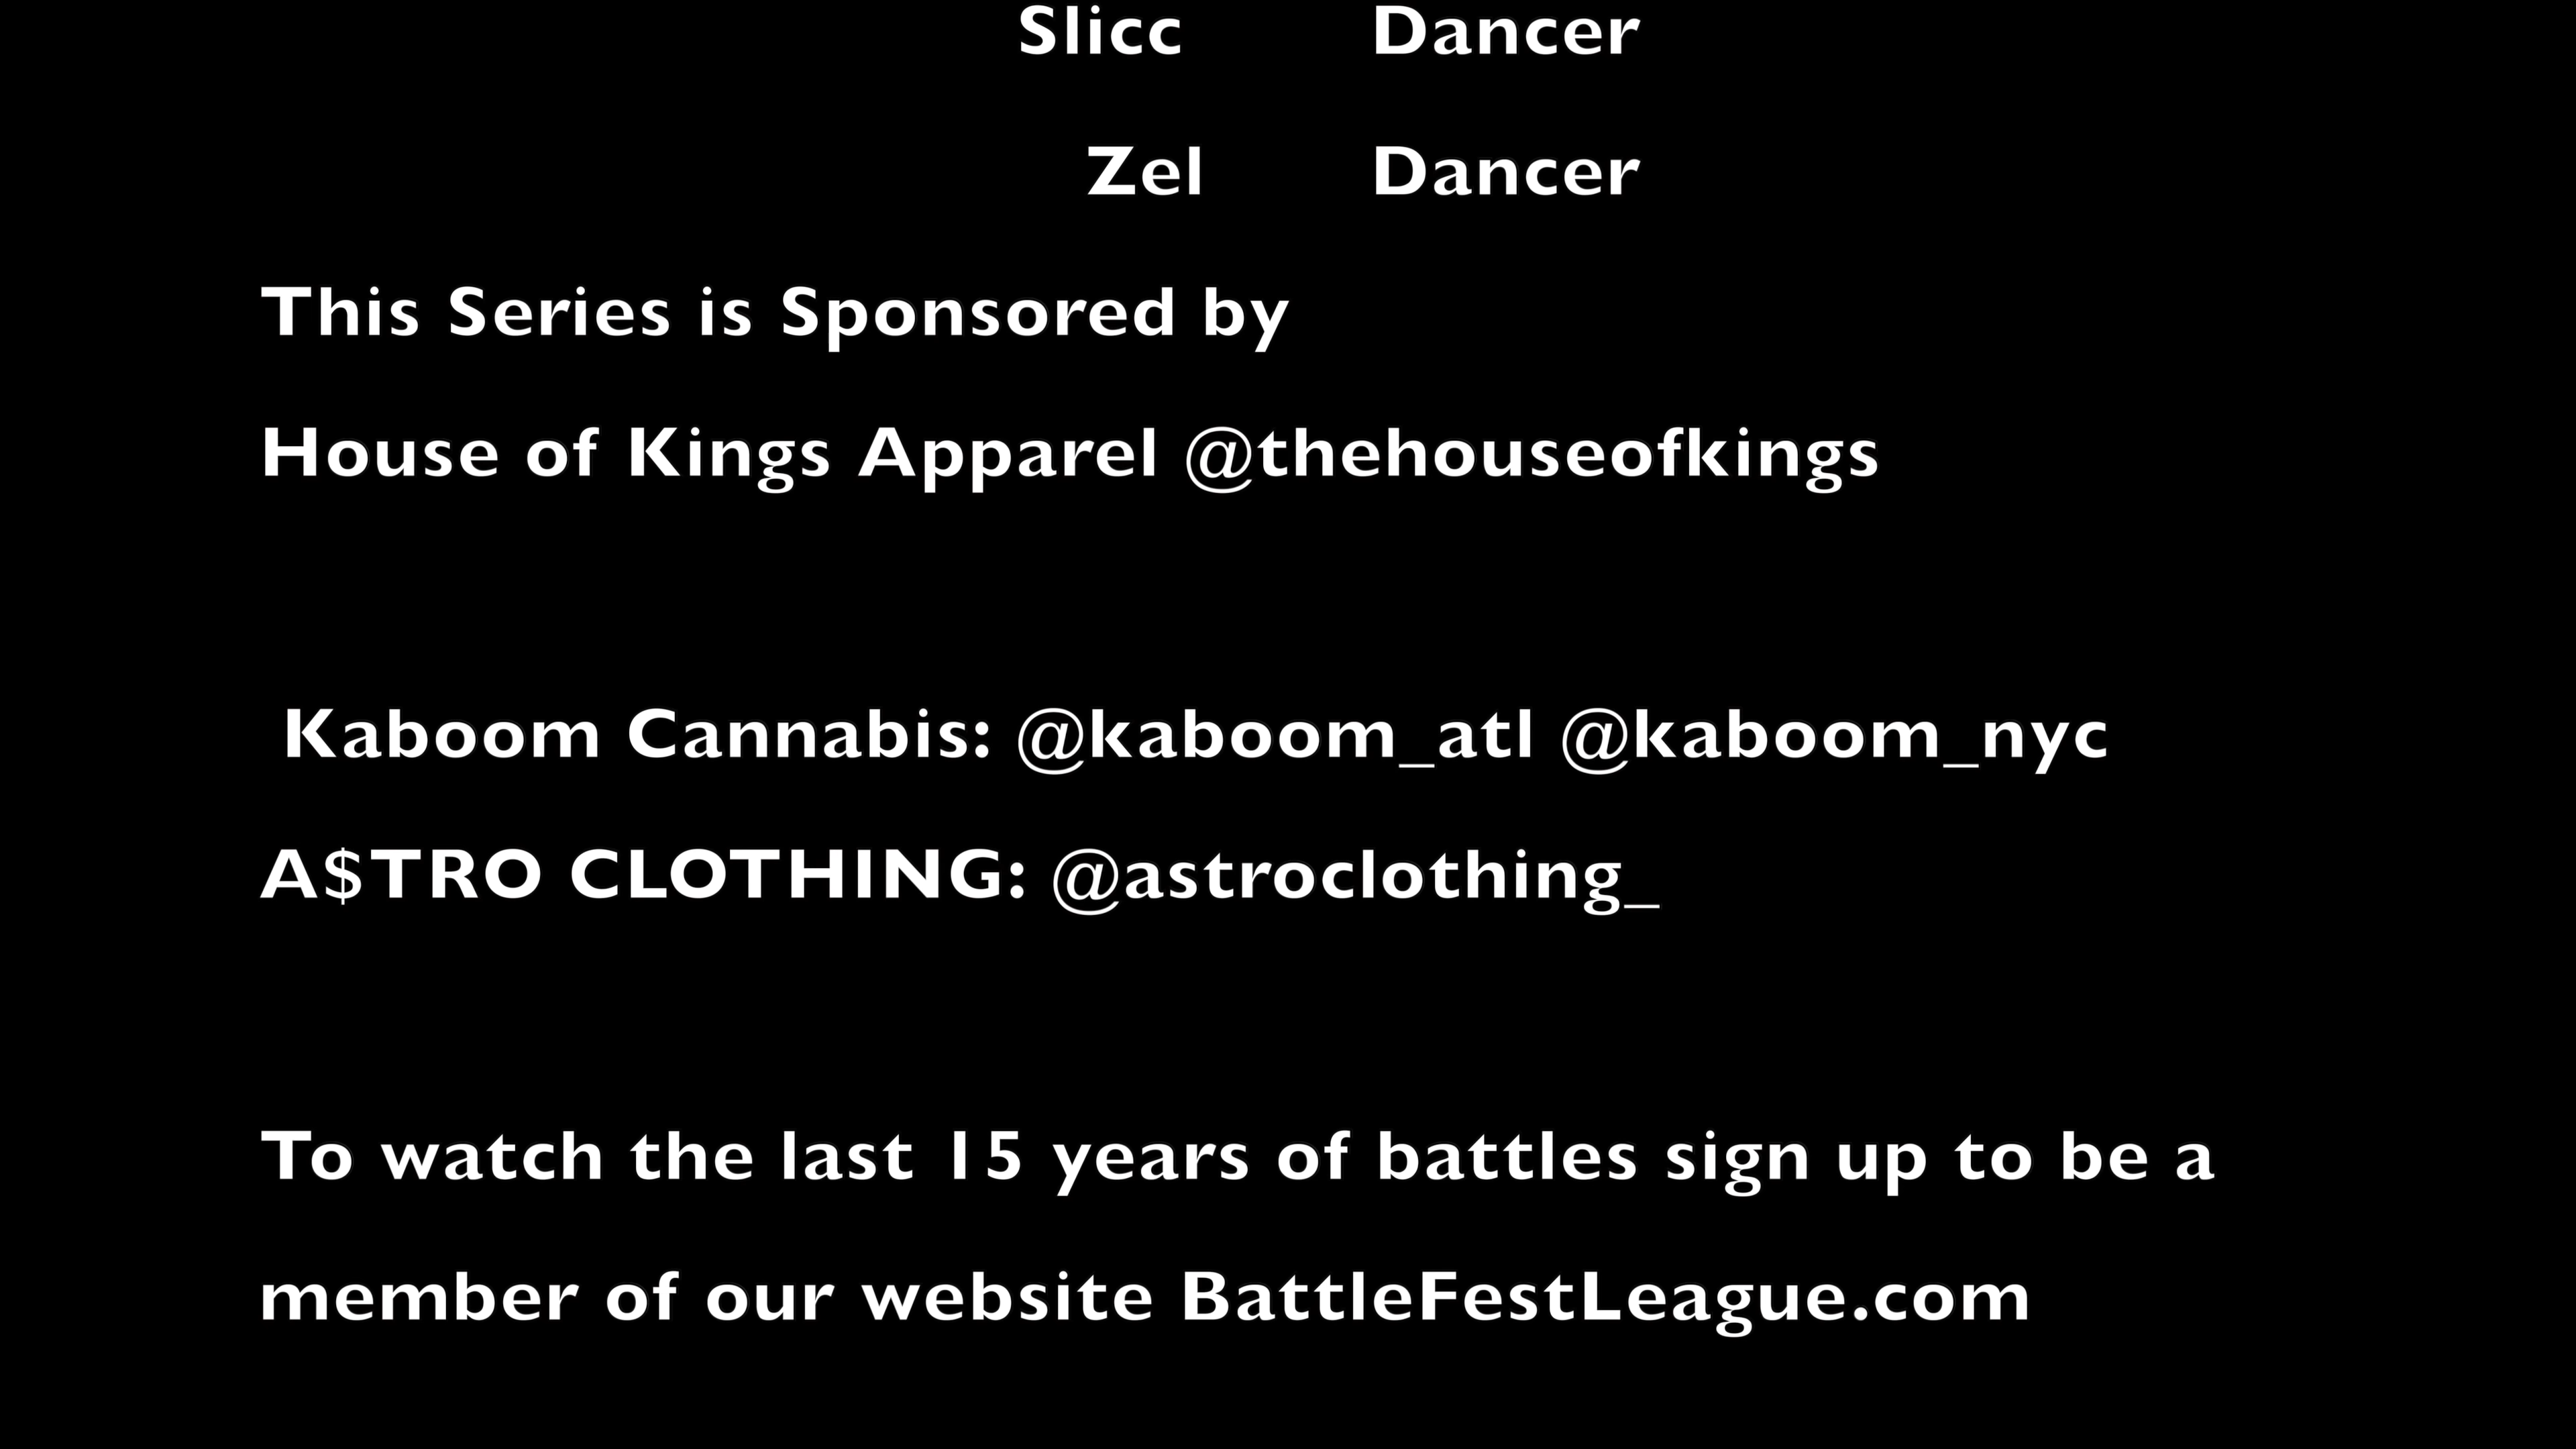 Slicc Dancer
Zel Dancer
This Series is Sponsored by
House of Kings Apparel @thehouseofkings
Kaboom Cannabis: @kaboom_atl @kaboom_nyc
A$TRO CLOTHING: @astroclothing_
To watch the last 15 years of battles sign up to be a
member of our website BattleFestLeague.com